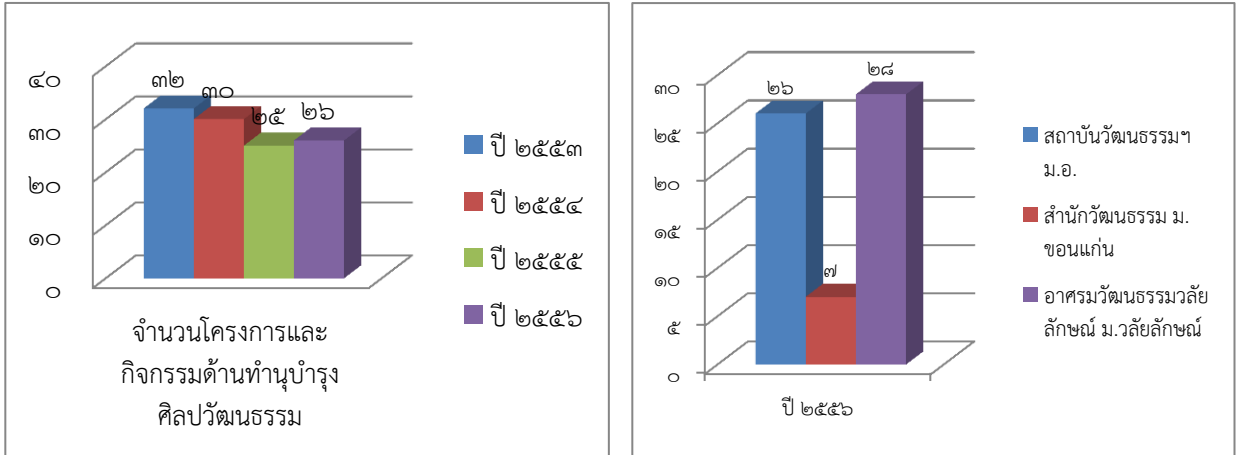 ๔๐
๓๐
๒๐
๑๐
๐
๓๒
๓๐
๒๕
๒๖
จำนวนโครงการและ
กิจกรรมด้านทำนุบำรุง
ศิลปวัฒนธรรม
ปี ๒๕๕๓
ปี ๒๕๕๔
ปี ๒๕๕๕
ปี ๒๕๕๖
๓๐
๒๕
๒๐
๑๕
๑๐
๕
๐
๒๖
๗
๒๘
ปี ๒๕๕๖
สถาบันวัฒนธรรมฯ
ม.อ.
สำนักวัฒนธรรม ม.
ขอนแก่น
อาศรมวัฒนธรรมวลัย
ลักษณ์ ม.วลัยลักษณ์